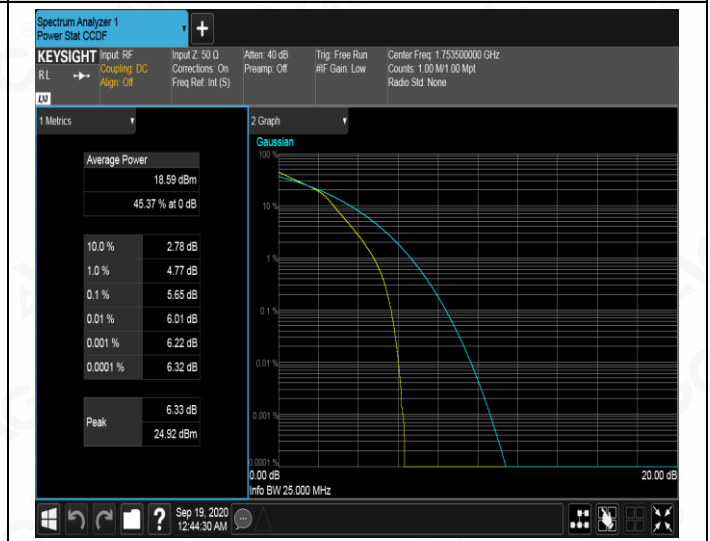 Spectrum Analyzer 1
Power Stat CCDF
+
KEYSIGHT
RL
LXI
Input: RF
Coupling: DC
Align: Off
Input Z: 50 Ω
Corrections: On
Freq Ref: Int (S)
Atten: 40 dB
Preamp: Off
Trig: Free Run
#IF Gain: Low
Center Freq: 1.753500000 GHz
Counts: 1.00 M/1.00 Mpt
Radio Std: None
1 Metrics
Average Power
18.59 dBm
45.37 % at 0 dB
10.0 % 2.78 dB
1.0 % 4.77 dB
0.1 % 5.65 dB
0.01 % 6.01 dB
0.001 % 6.22 dB
0.0001 % 6.32 dB
Peak
6.33 dB
24.92 dBm
2 Graph
Gaussian
100 %
10 %
1 %
0.1 %
0.01 %
0.001 %
0.0001 %
0.00 dB
20.00 dB
Info BW 25.000 MHz
?
Sep 19, 2020
12:44:30 AM